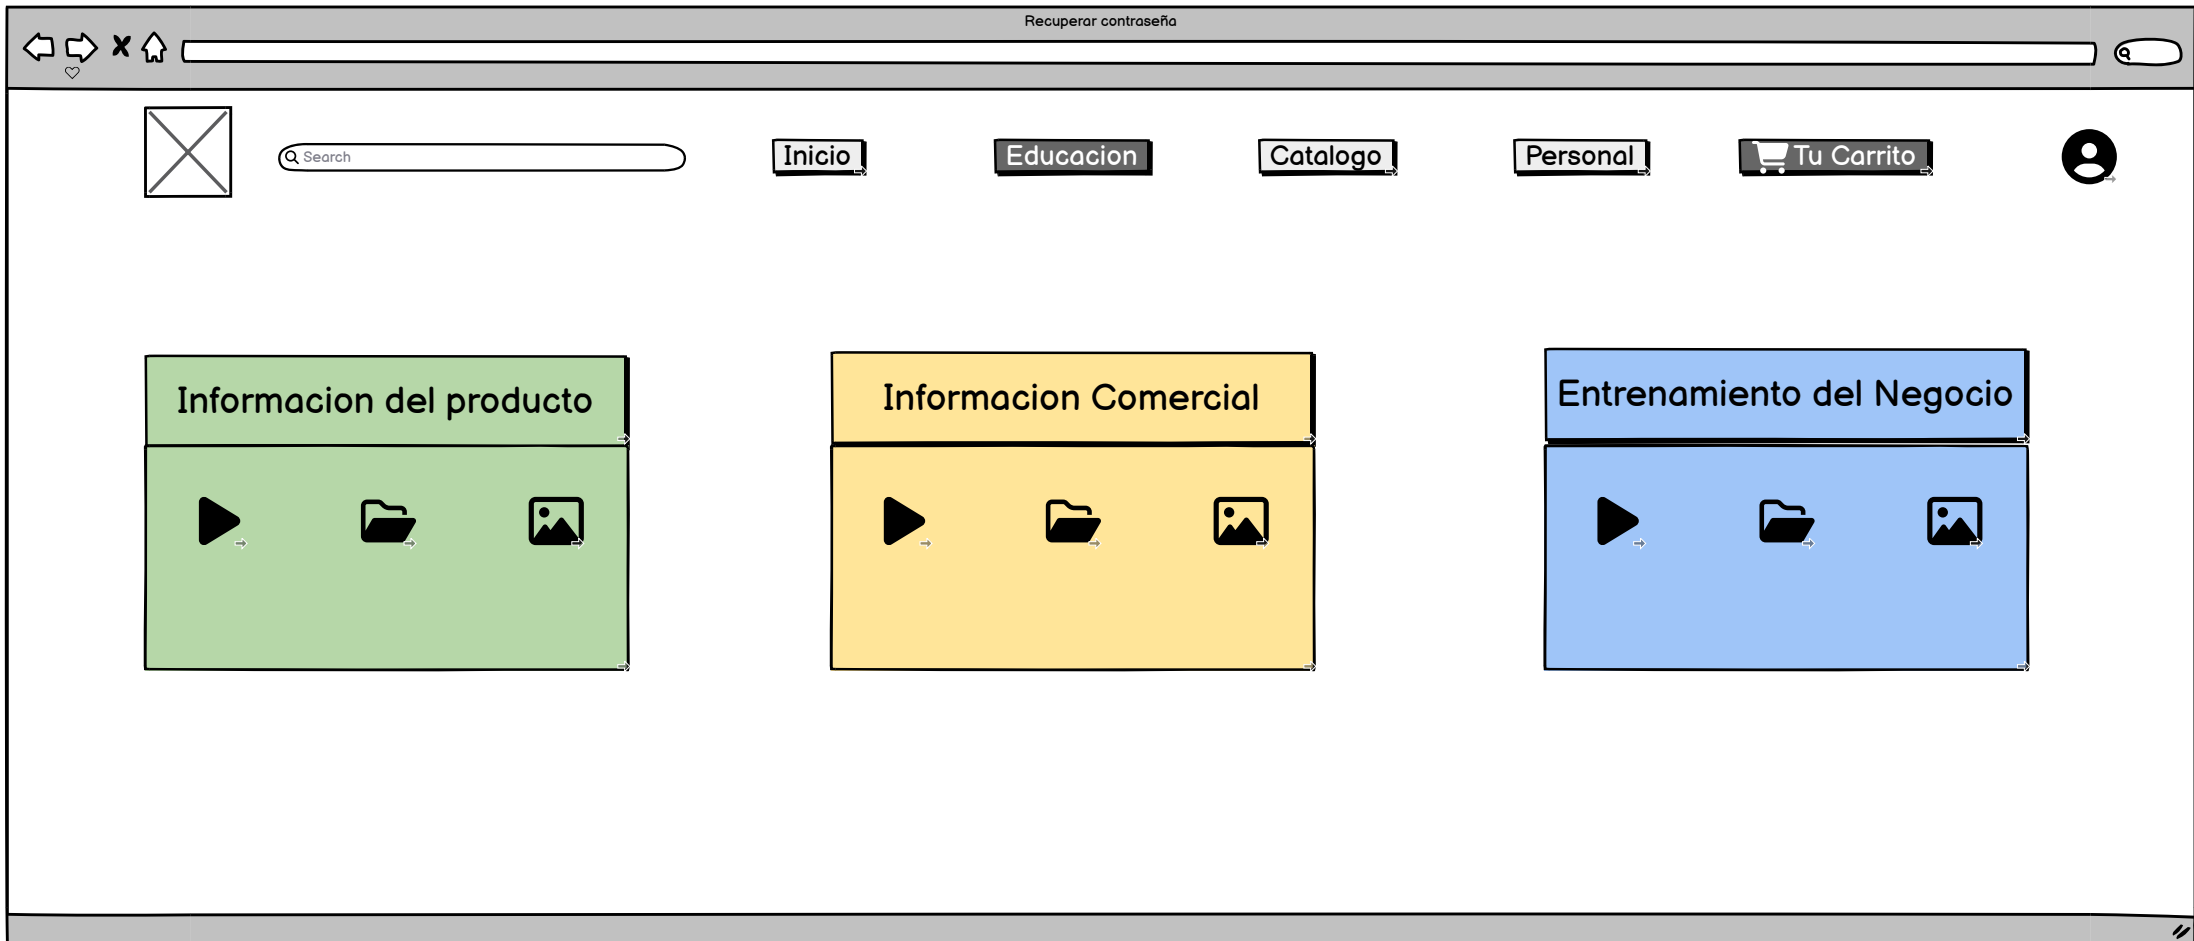 Recuperar contraseña
Search
Inicio
Educacion
Catalogo
Personal
Tu Carrito
Informacion del producto
Informacion Comercial
Entrenamiento del Negocio